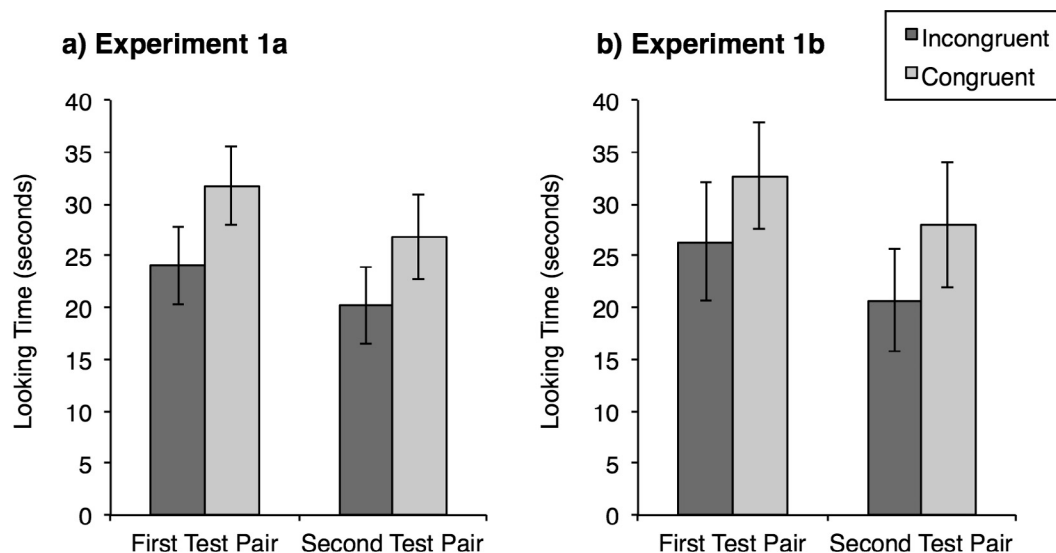 a) Experiment 1a
Looking Time (seconds)
40
35
30
25
20
15
10
5
0
First Test Pair
Second Test Pair
b) Experiment 1b
Incongruent
Congruent
Looking Time (seconds)
40
35
30
25
20
15
10
5
0
First Test Pair
Second Test Pair